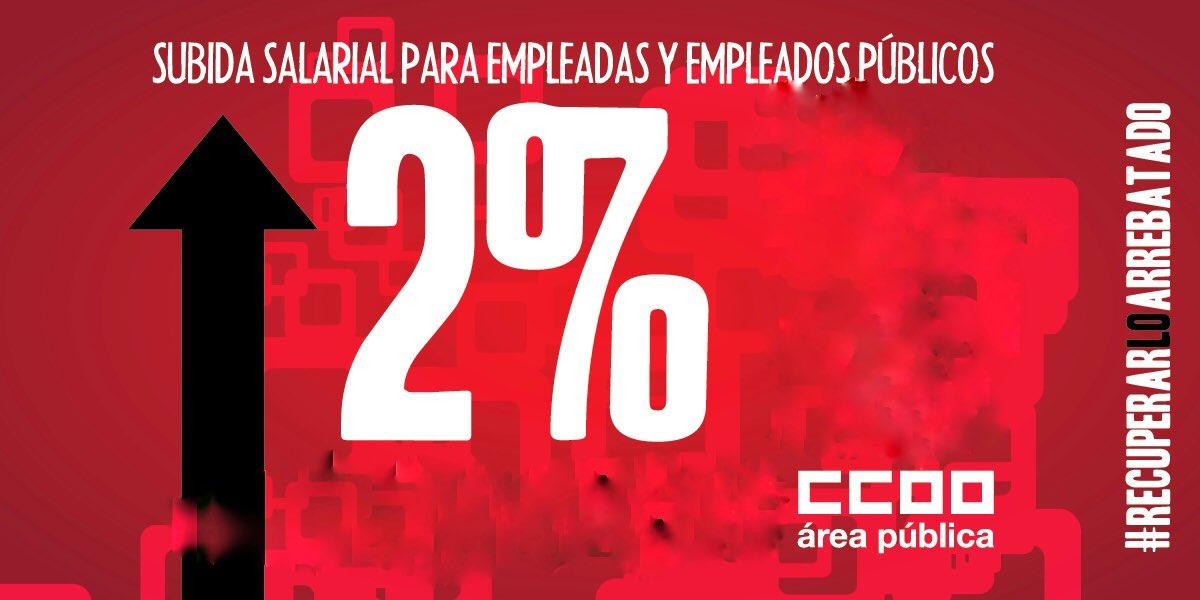 SUBIDA SALARIAL PARA EMPLEADAS Y EMPLEADOS PÚBLICOS
2%
CCOO
área pública
#RECUPERARLOARREBATADO